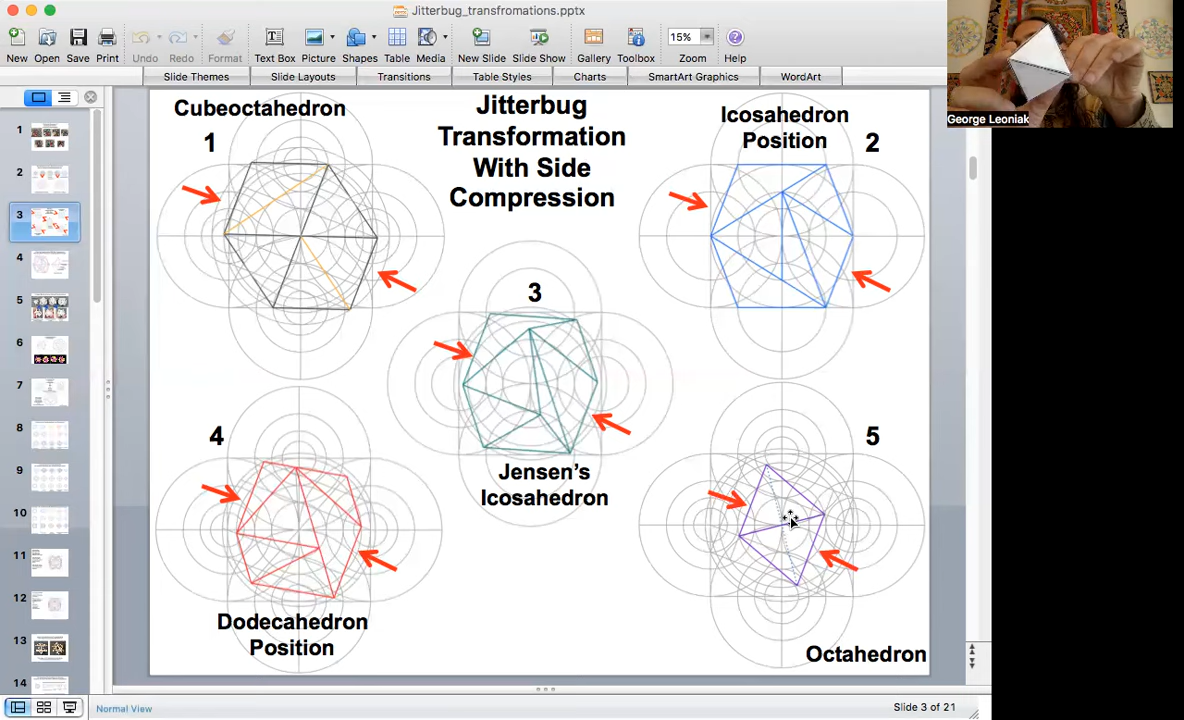 Jitterbug_transfromations.pptx
New Open Save Print Undo Redo Format Text Box Picture Shapes Table Media New Slide Slide Show Gallery Toolbox Zoom Help
15%
Slide Themes Slide Layouts Transitions Table Styles Charts SmartArt Graphics WordArt
George Leoniak
1
2
3
4
5
6
7
8
9
10
11
12
13
14
Cubeoctahedron
1
Jitterbug
Transformation
With Side
Compression
Icosahedron
Position
2
3
Jensen's
Icosahedron
4
Dodecahedron
Position
5
Octahedron
Normal View
Slide 3 of 21